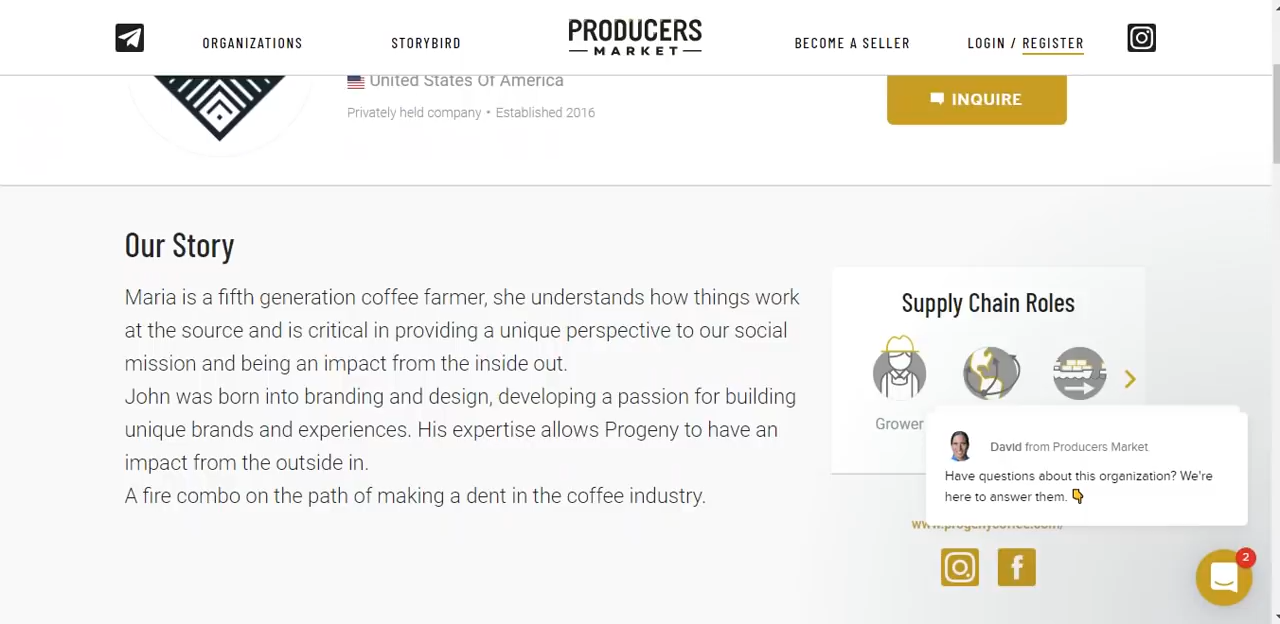 ORGANIZATIONS
STORYBIRD
PRODUCERS
MARKET
BECOME A SELLER
LOGIN / REGISTER
United States Of America
Privately held company • Established 2016
INQUIRE
Our Story
Maria is a fifth generation coffee farmer, she understands how things work
at the source and is critical in providing a unique perspective to our social
mission and being an impact from the inside out.
John was born into branding and design, developing a passion for building
unique brands and experiences. His expertise allows Progeny to have an
impact from the outside in.
A fire combo on the path of making a dent in the coffee industry.
Supply Chain Roles
Grower
David from Producers Market
Have questions about this organization? We're
here to answer them. 👇
www.progenycoffee.com/
2